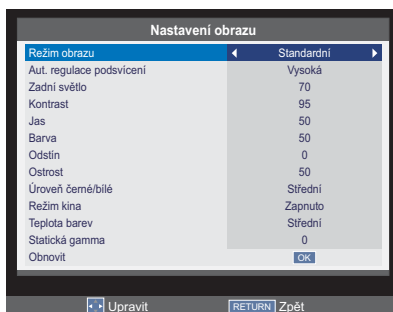 Nastavení obrazu
Režim obrazu Standardní
Aut. regulace podsvícení Vysoká
Zadní světlo 70
Kontrast 95
Jas 50
Barva 50
Odstín 0
Ostrost 50
Úroveň černé/bílé Střední
Režim kina Zapnuto
Teplota barev Střední
Statická gamma 0
Obnovit OK
Upravit RETURN Zpět